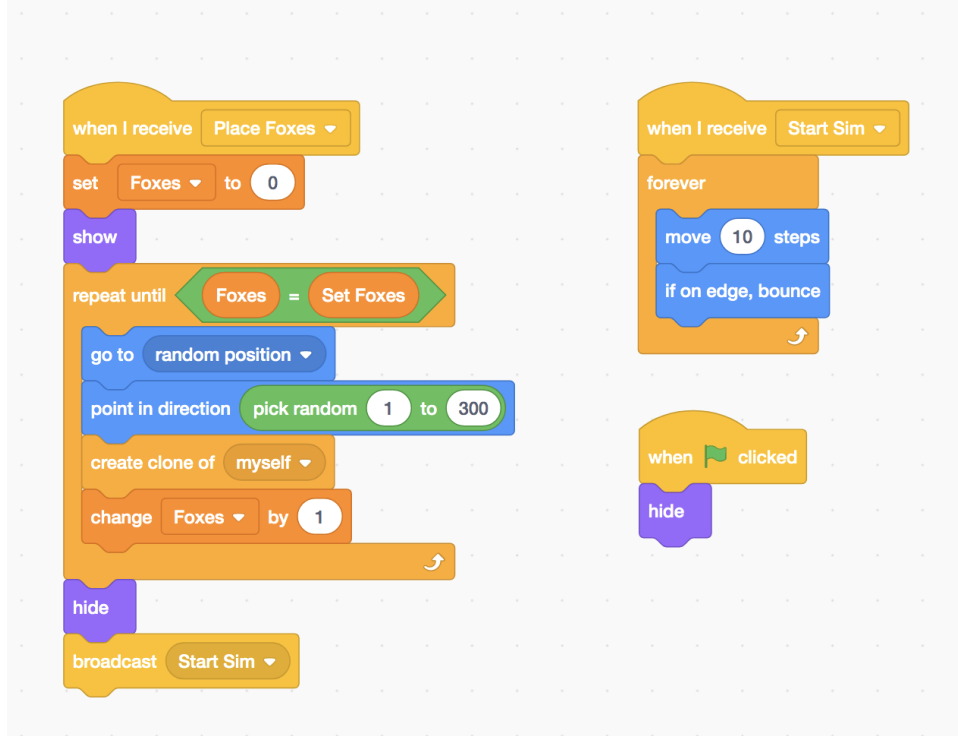 when I receive Place Foxes
set Foxes to 0
show
repeat until Foxes = Set Foxes
go to random position
point in direction pick random 1 to 300
create clone of myself
change Foxes by 1
hide
broadcast Start Sim
when I receive Start Sim
forever
move 10 steps
if on edge, bounce
when clicked
hide